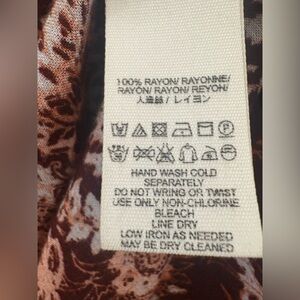 100% RAYON/ RAYONNE/
RAYON/ RAYON/ REYON/
人造絲/ レイヨン
HAND WASH COLD
SEPARATELY
DO NOT WRING OR TWIST
USE ONLY NON-CHLORINE
BLEACH
LINE DRY
LOW IRON AS NEEDED
MAY BE DRY CLEANED